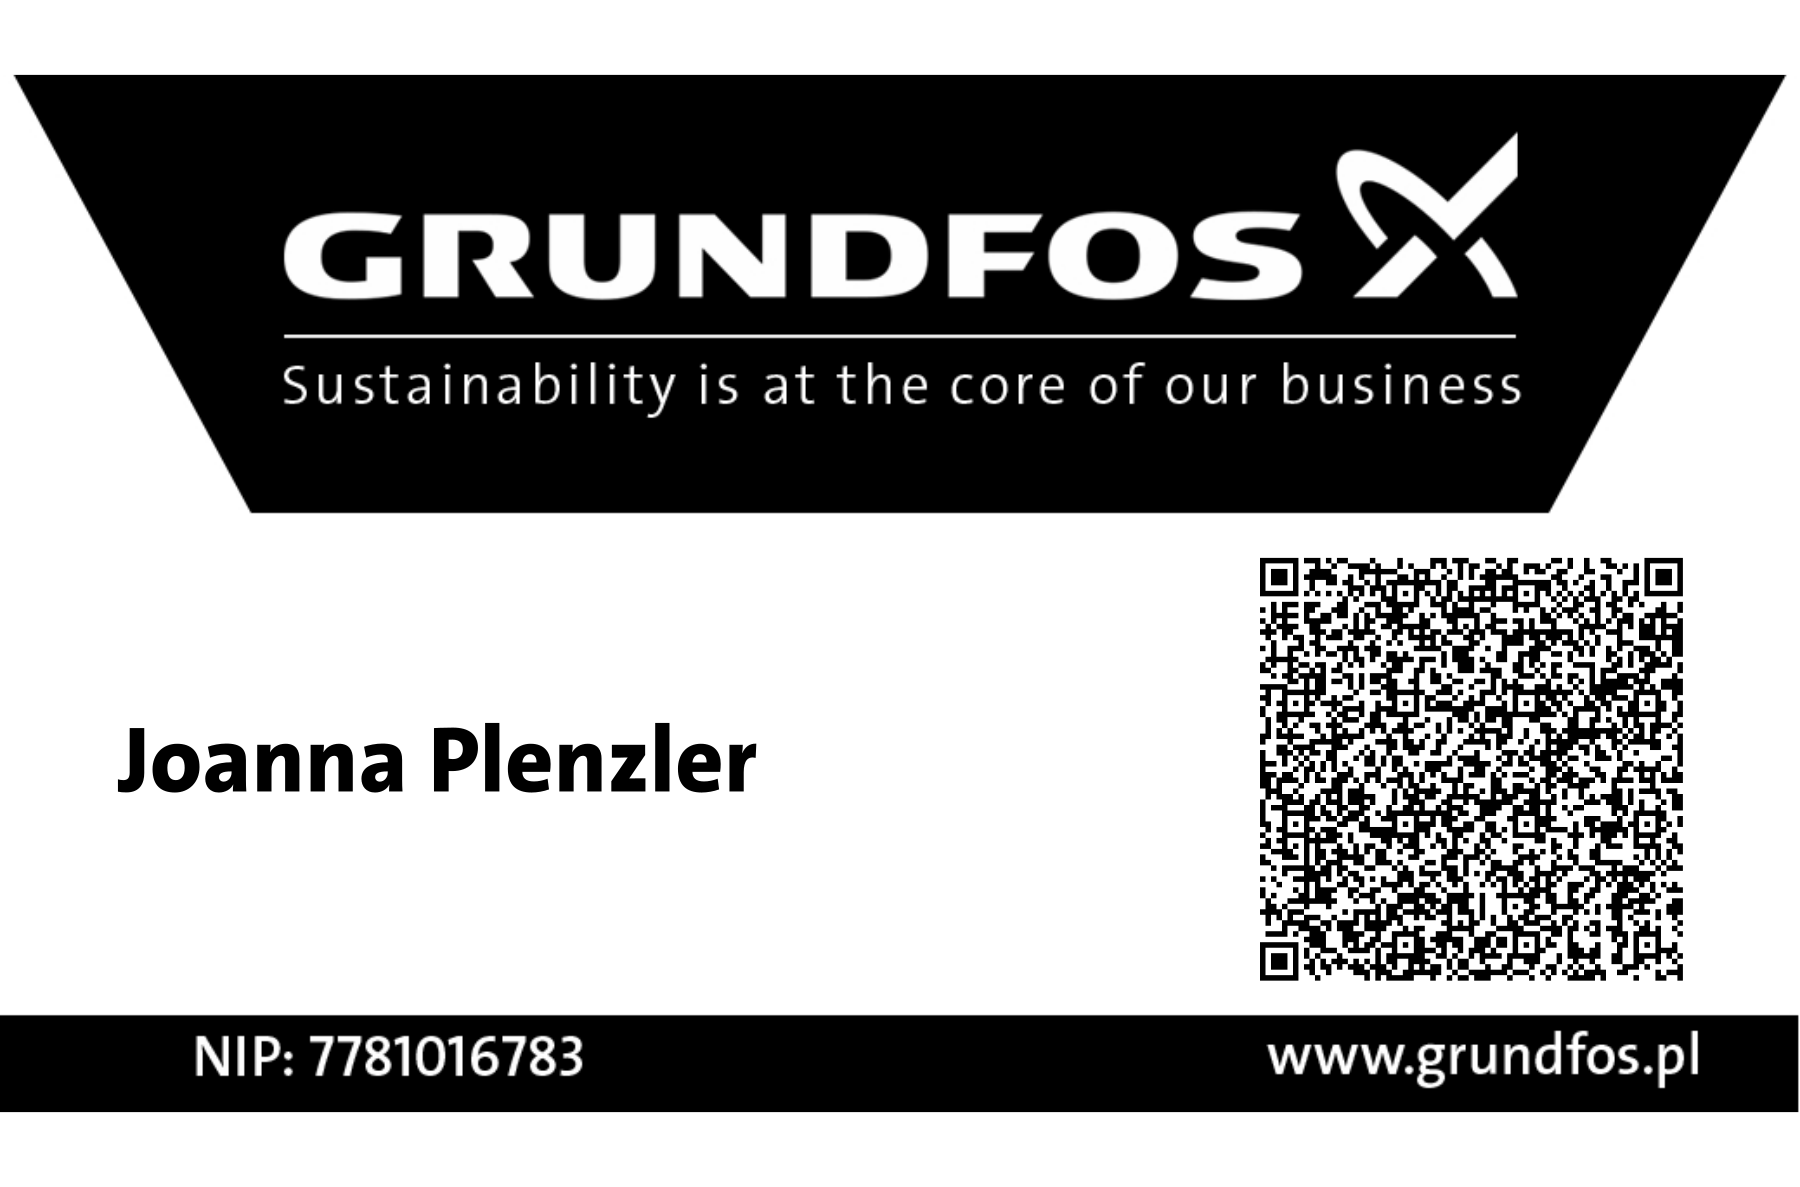 GRUNDFOS
Sustainability is at the core of our business
Joanna Plenzler
NIP: 7781016783
www.grundfos.pl